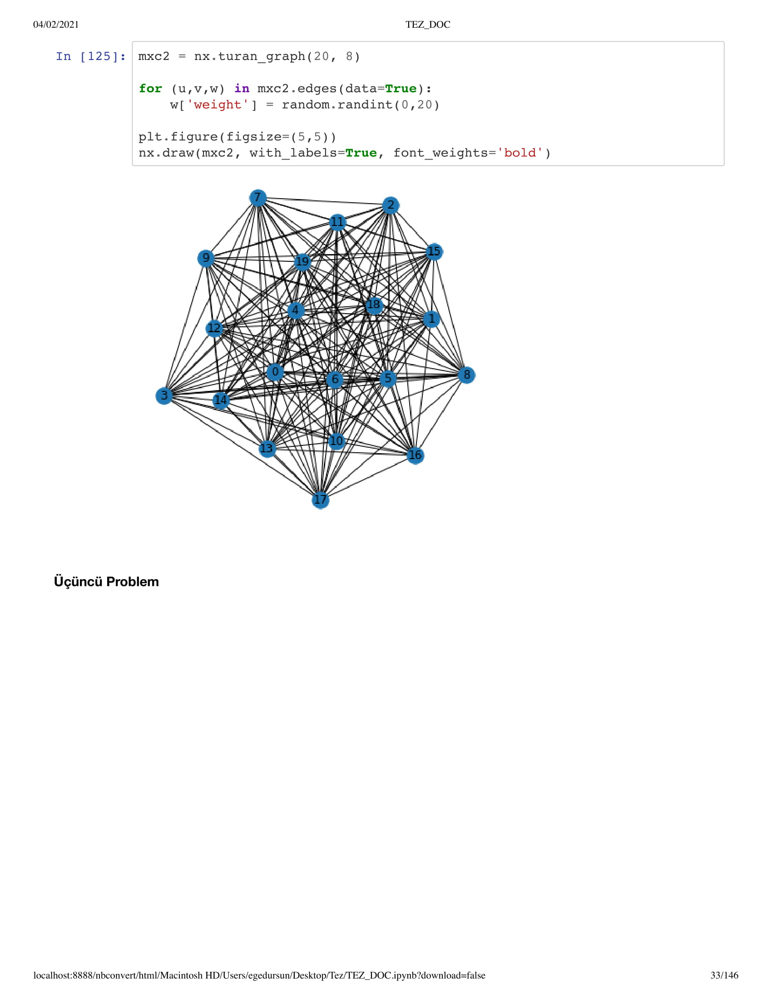 04/02/2021 TEZ_DOC
In [125]: mxc2 = nx.turan_graph(20, 8)
for (u,v,w) in mxc2.edges(data=True):
    w['weight'] = random.randint(0,20)
plt.figure(figsize=(5,5))
nx.draw(mxc2, with_labels=True, font_weights='bold')
7
2
11
15
9
19
18
4
1
12
0
6
5
8
3
14
10
13
16
17
Üçüncü Problem
localhost:8888/nbconvert/html/Macintosh HD/Users/egedursun/Desktop/Tez/TEZ_DOC.ipynb?download=false 33/146